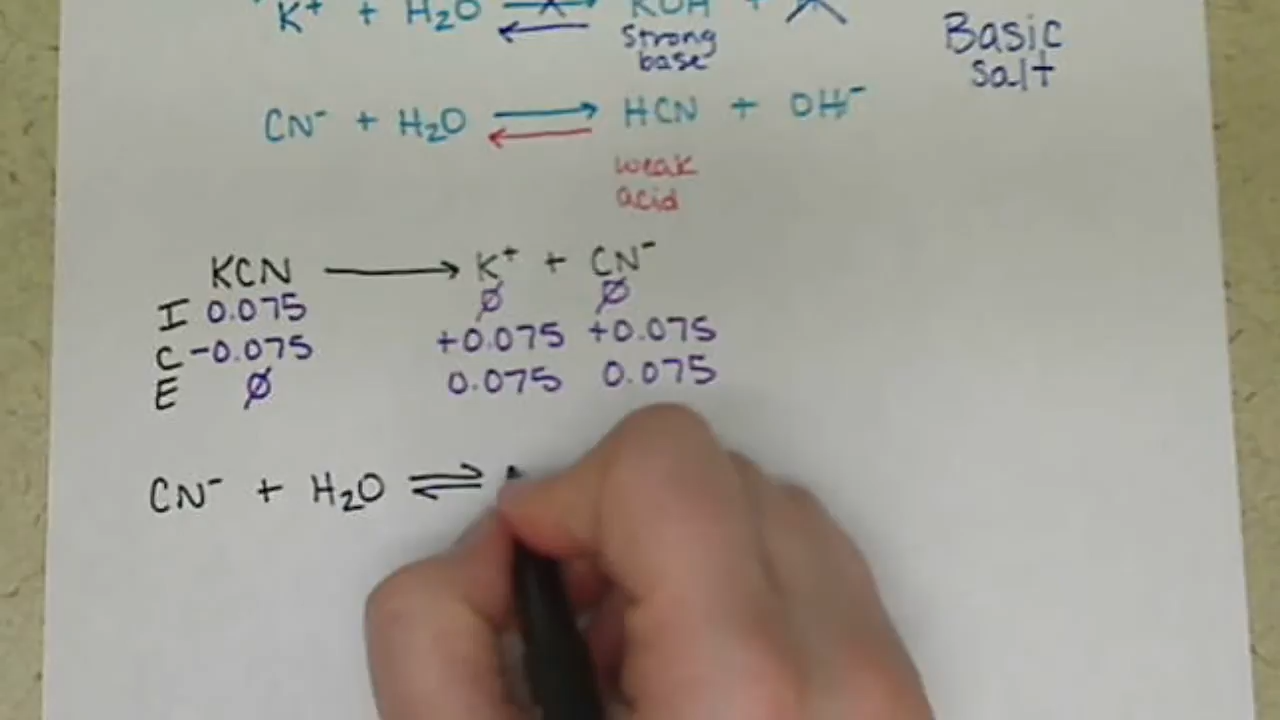 K⁺ + H₂O KOH +
Strong base
Basic salt
CN⁻ + H₂O ⇄ HCN + OH⁻
weak acid
KCN ⟶ K⁺ + CN⁻
I 0.075 Ø Ø
C -0.075 +0.075 +0.075
E Ø 0.075 0.075
CN⁻ + H₂O ⇌